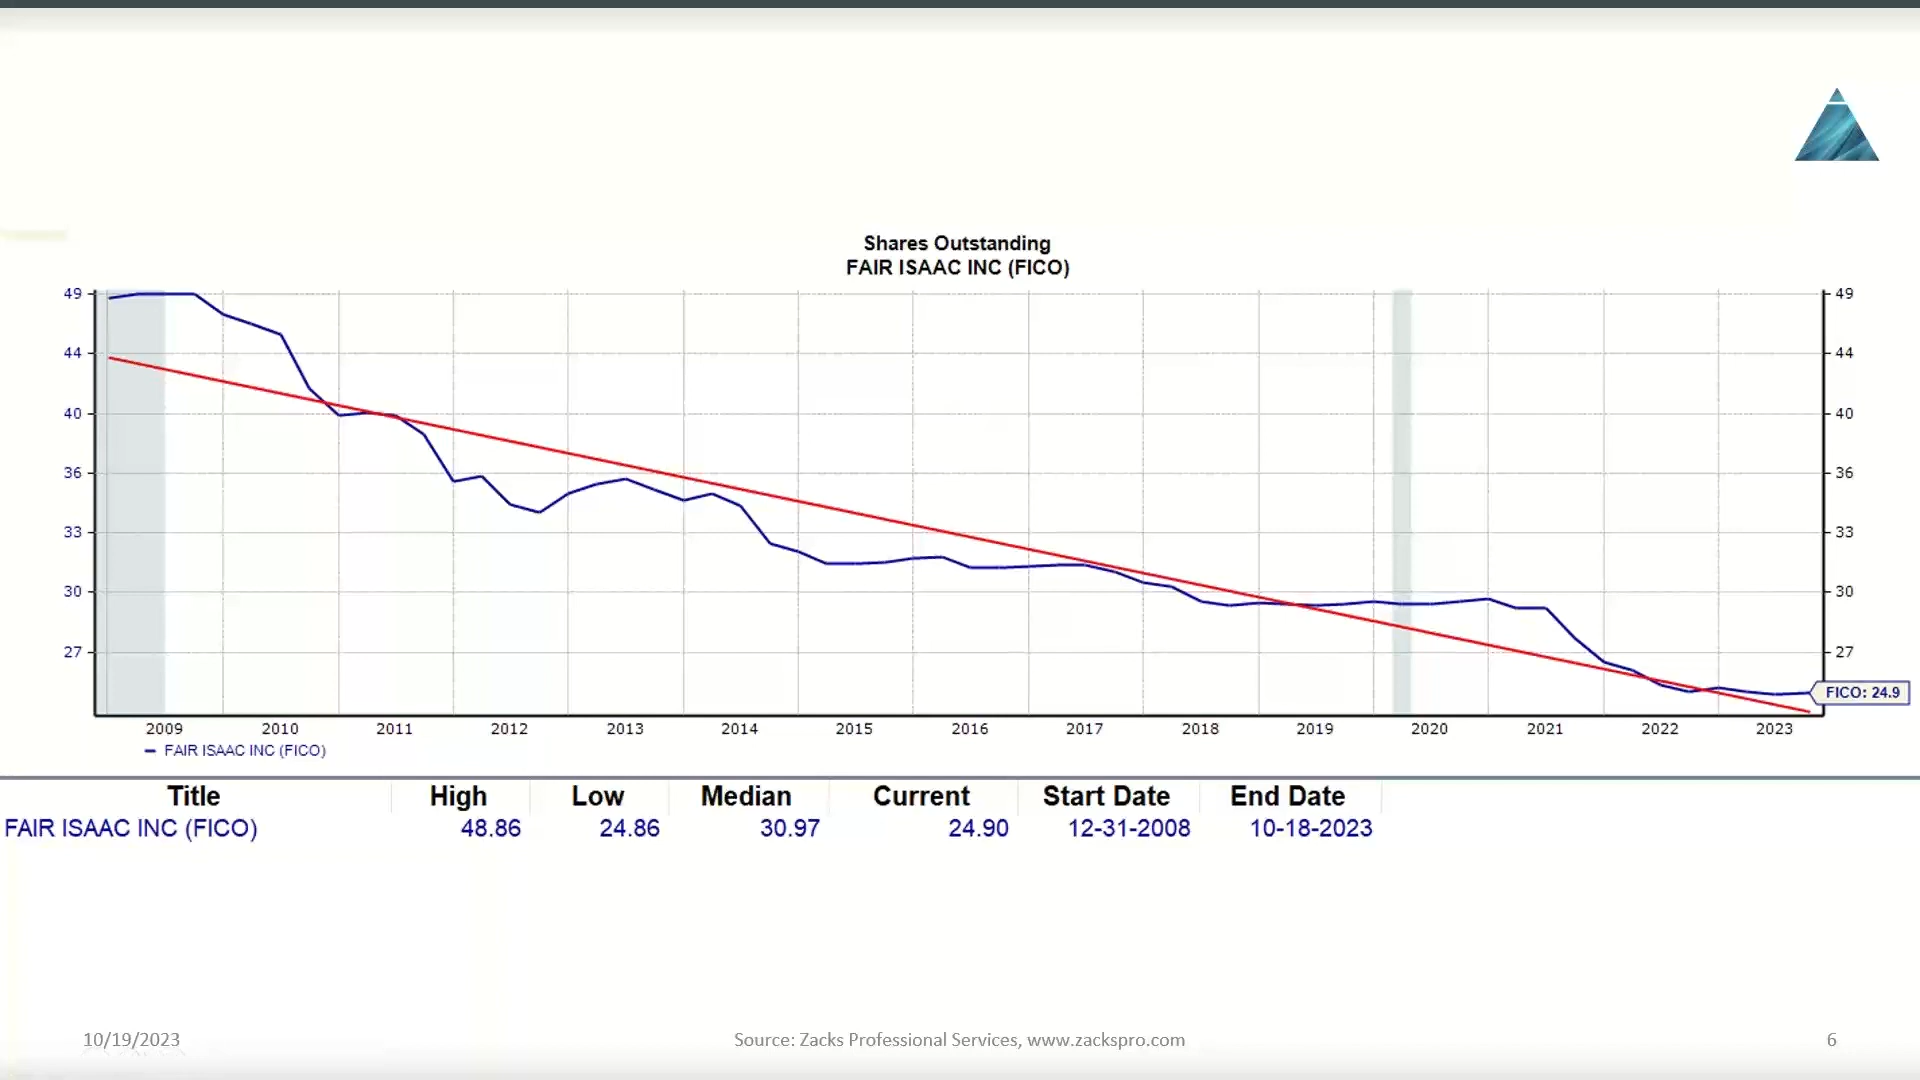 Shares Outstanding
FAIR ISAAC INC (FICO)
49 49
44 44
40 40
36 36
33 33
30 30
27 27
FICO: 24.9
2009 2010 2011 2012 2013 2014 2015 2016 2017 2018 2019 2020 2021 2022 2023
FAIR ISAAC INC (FICO)
Title High Low Median Current Start Date End Date
FAIR ISAAC INC (FICO) 48.86 24.86 30.97 24.90 12-31-2008 10-18-2023
10/19/2023 Source: Zacks Professional Services, www.zackspro.com 6